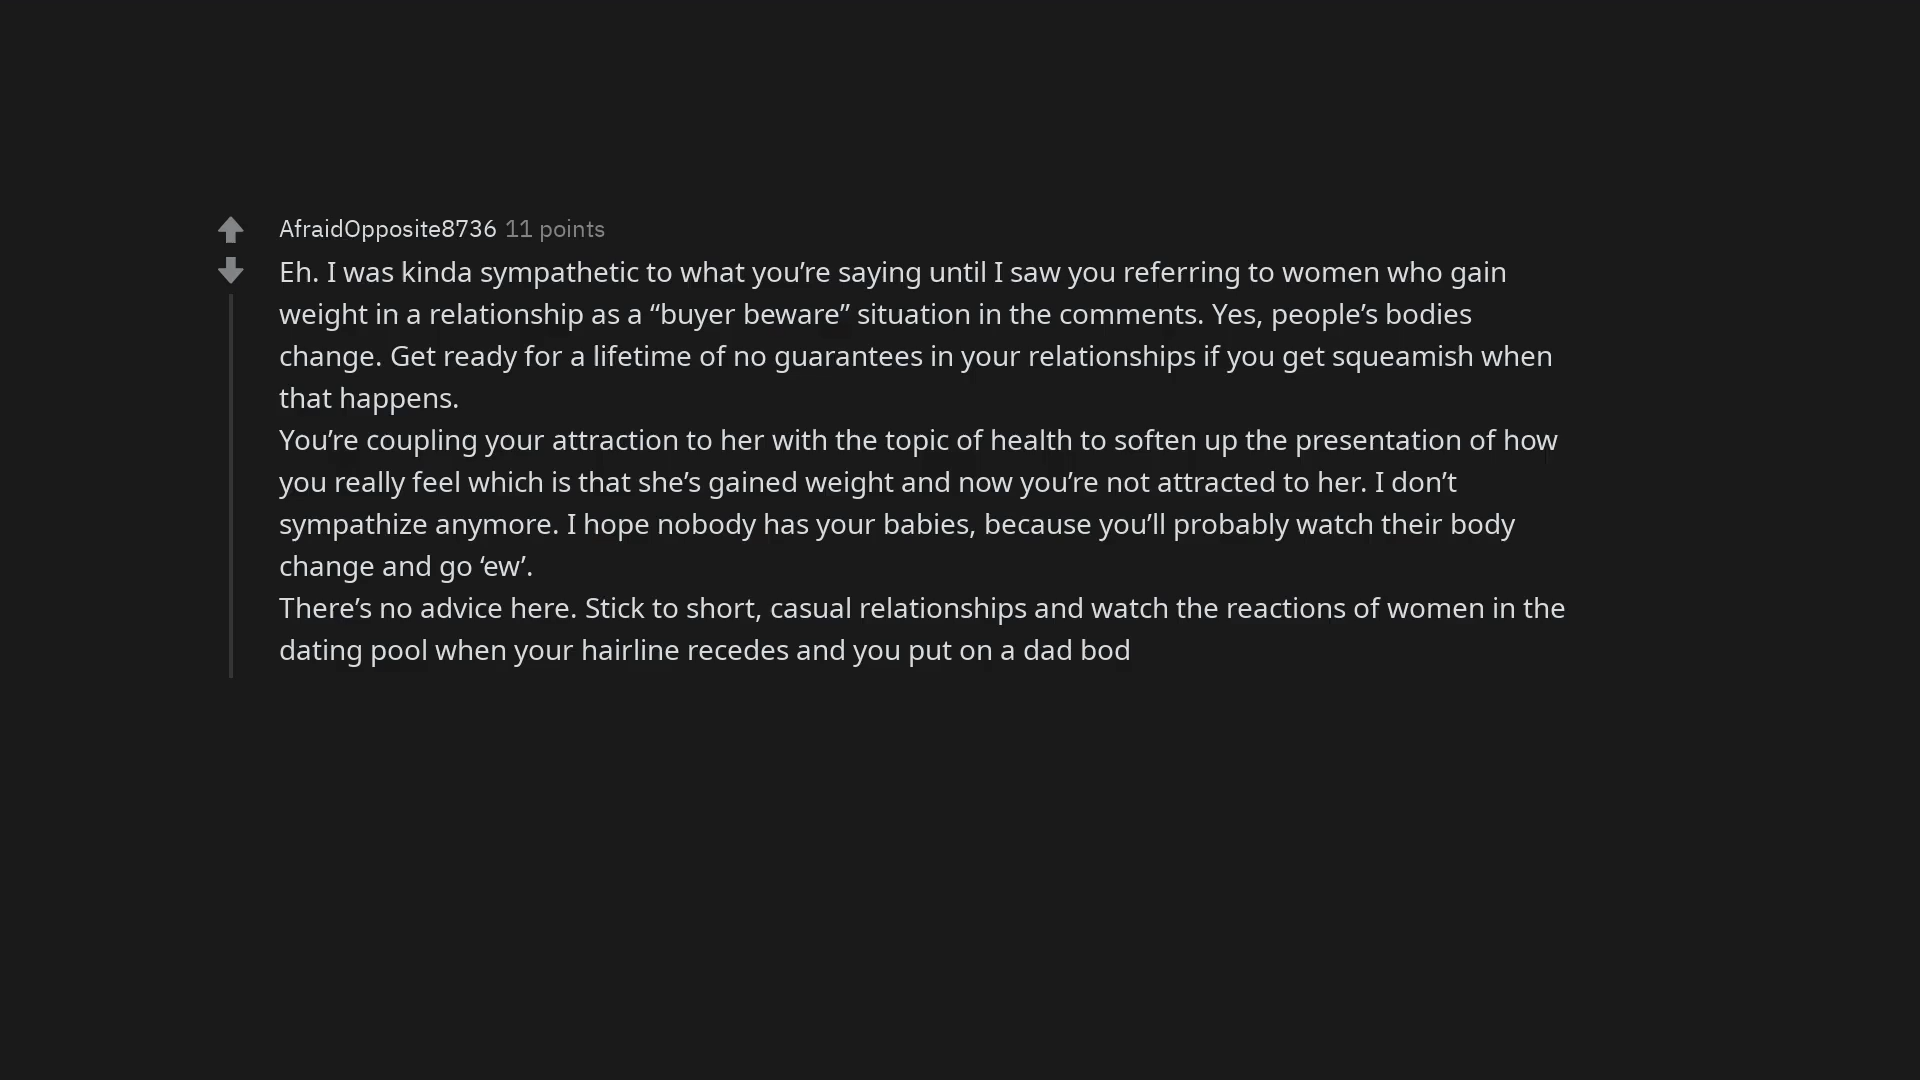 AfraidOpposite8736 11 points
Eh. I was kinda sympathetic to what you’re saying until I saw you referring to women who gain
weight in a relationship as a “buyer beware” situation in the comments. Yes, people’s bodies
change. Get ready for a lifetime of no guarantees in your relationships if you get squeamish when
that happens.
You’re coupling your attraction to her with the topic of health to soften up the presentation of how
you really feel which is that she’s gained weight and now you’re not attracted to her. I don’t
sympathize anymore. I hope nobody has your babies, because you’ll probably watch their body
change and go ‘ew’.
There’s no advice here. Stick to short, casual relationships and watch the reactions of women in the
dating pool when your hairline recedes and you put on a dad bod